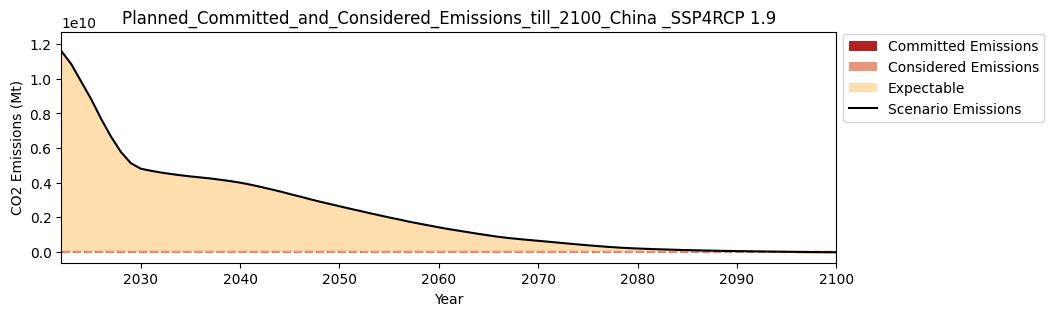 Planned_Committed_and_Considered_Emissions_till_2100_China _SSP4RCP 1.9
1e10
1.2
1.0
0.8
0.6
0.4
0.2
0.0
CO2 Emissions (Mt)
2030 2040 2050 2060 2070 2080 2090 2100
Year
Committed Emissions
Considered Emissions
Expectable
Scenario Emissions